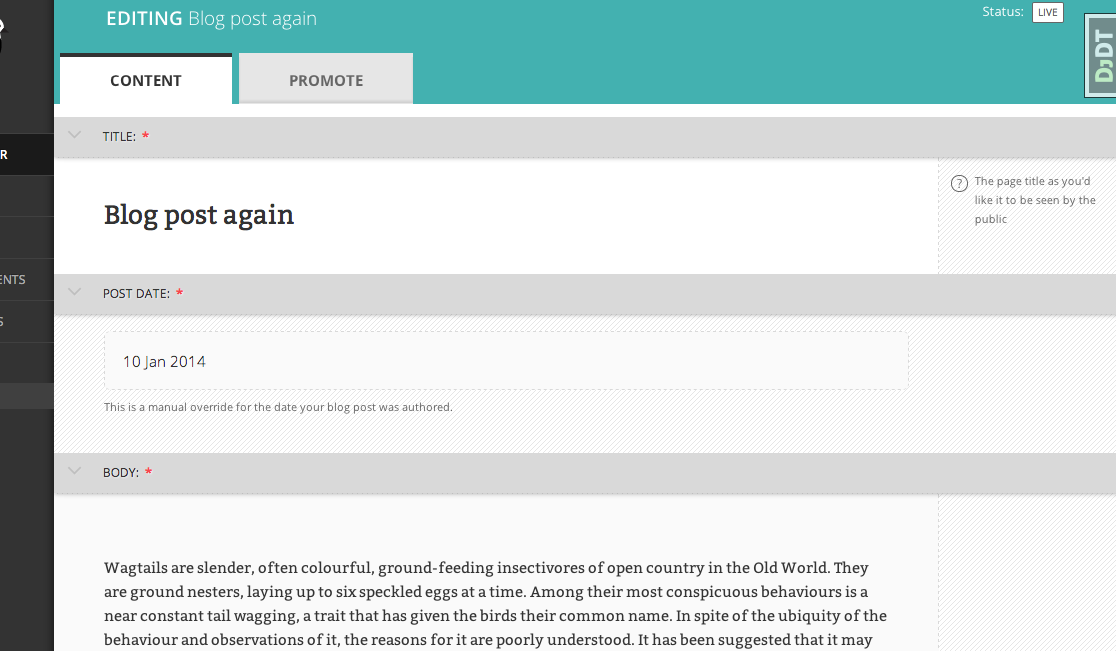 EDITING Blog post again
Status: LIVE
DJDT
CONTENT
PROMOTE
R
TITLE: *
Blog post again
? The page title as you'd
like it to be seen by the
public
ENTS
POST DATE: *
S
10 Jan 2014
This is a manual override for the date your blog post was authored.
BODY: *
Wagtails are slender, often colourful, ground-feeding insectivores of open country in the Old World. They
are ground nesters, laying up to six speckled eggs at a time. Among their most conspicuous behaviours is a
near constant tail wagging, a trait that has given the birds their common name. In spite of the ubiquity of the
behaviour and observations of it, the reasons for it are poorly understood. It has been suggested that it may